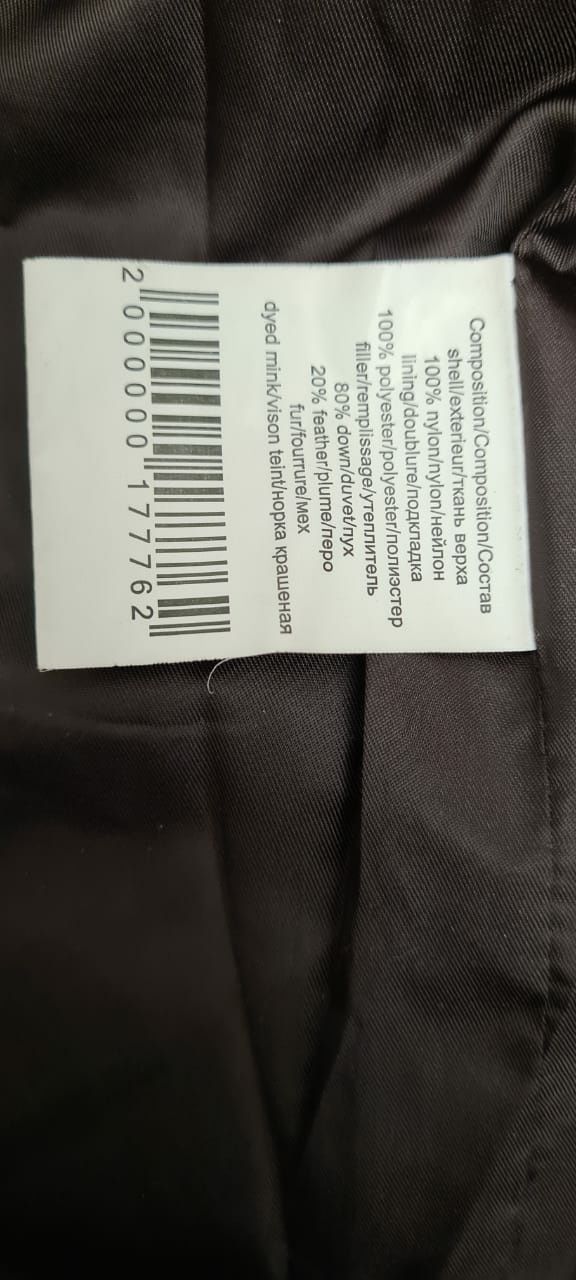 Composition/Composition/Состав
shell/exterieur/ткань верха
100% nylon/nylon/нейлон
lining/doublure/подкладка
100% polyester/polyester/полиэстер
filler/remplissage/утеплитель
80% down/duvet/пух
20% feather/plume/перо
fur/fourrure/мех
dyed mink/vison teint/норка крашеная
2 000000 177762